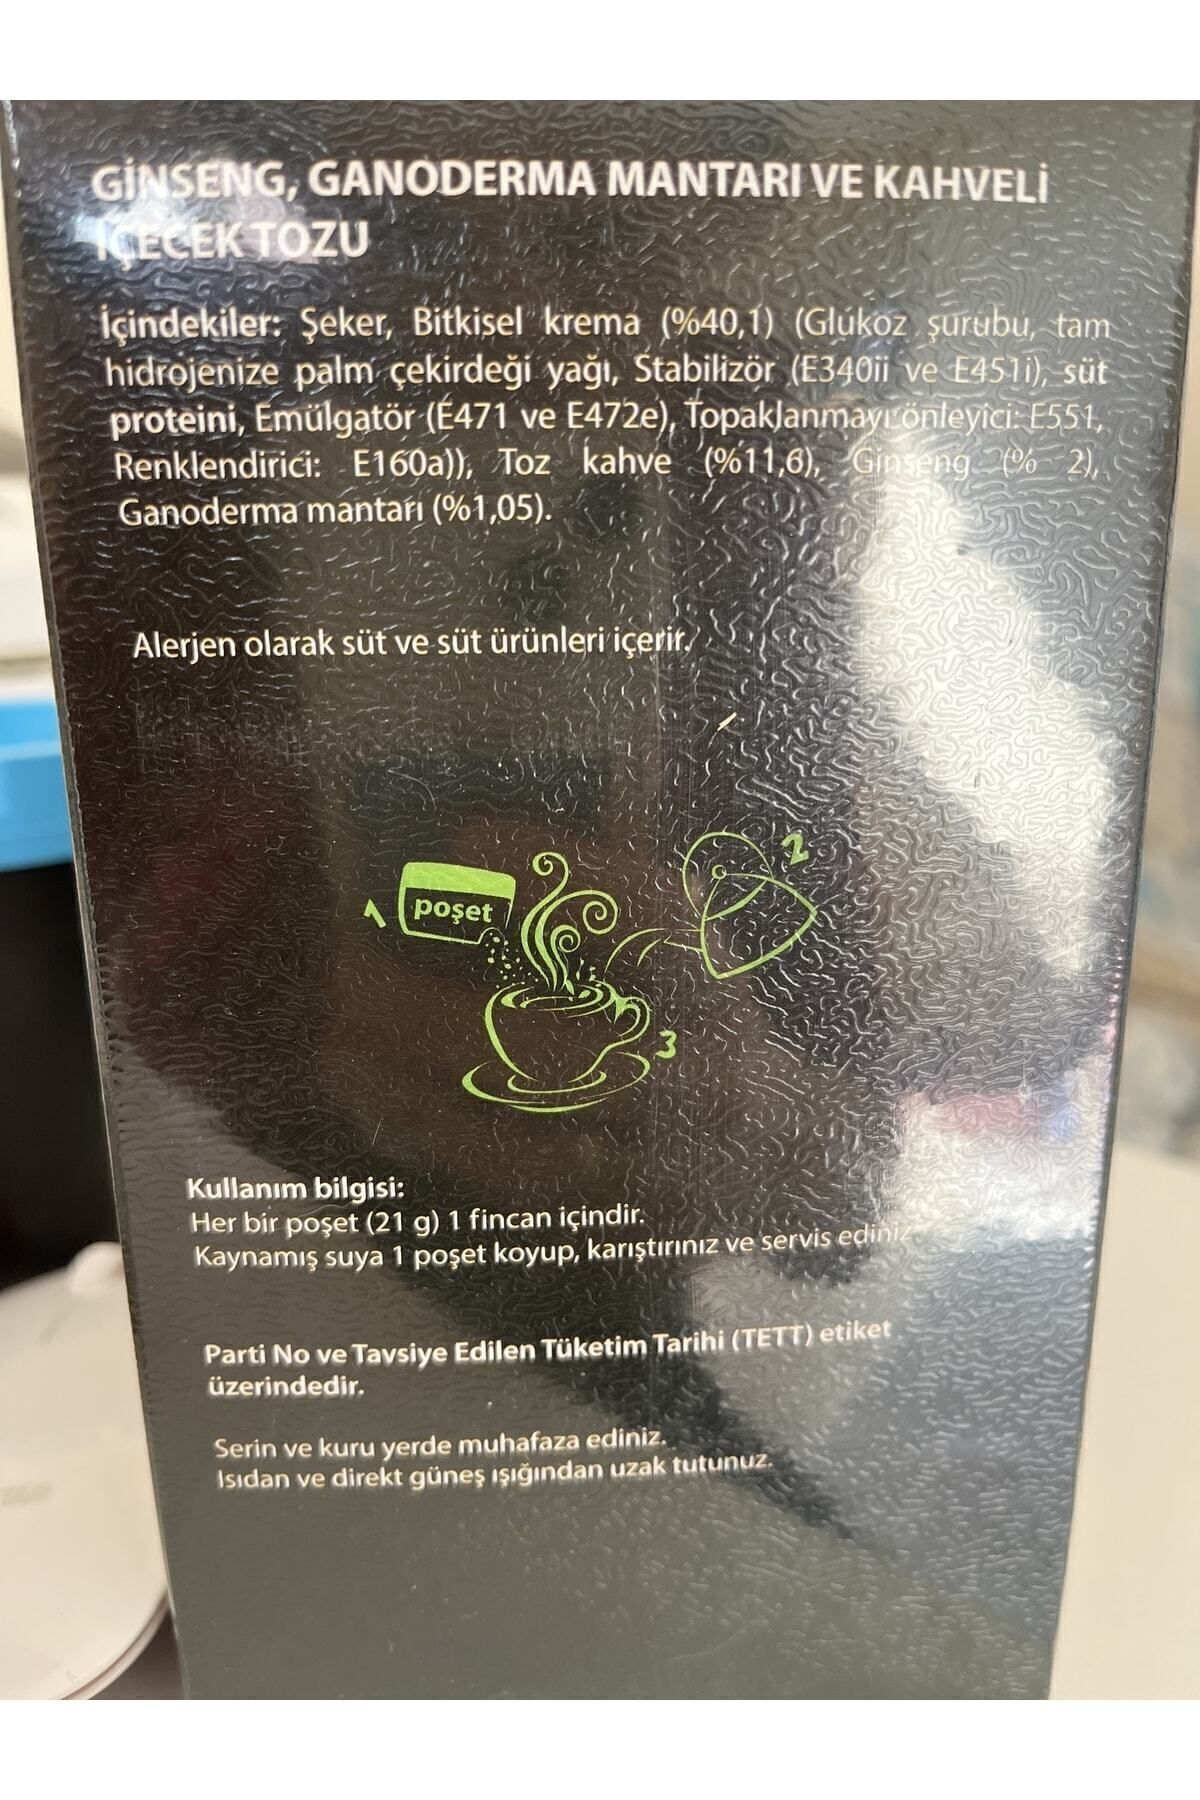 GİNSENG, GANODERMA MANTARI VE KAHVELİ
İÇECEK TOZU
İçindekiler: Şeker, Bitkisel krema (%40,1) (Glukoz şurubu, tam
hidrojenize palm çekirdeği yağı, Stabilizör (E340ii ve E451i), süt
proteini, Emülgatör (E471 ve E472e), Topaklanmayı önleyici: E551,
Renklendirici: E160a)), Toz kahve (%11,6), Ginseng (% 2),
Ganoderma mantarı (%1,05).
Alerjen olarak süt ve süt ürünleri içerir.
1 poşet
2
3
Kullanım bilgisi:
Her bir poşet (21 g) 1 fincan içindir.
Kaynamış suya 1 poşet koyup, karıştırınız ve servis ediniz
Parti No ve Tavsiye Edilen Tüketim Tarihi (TETT) etiket
üzerindedir.
Serin ve kuru yerde muhafaza ediniz.
Isıdan ve direkt güneş ışığından uzak tutunuz.